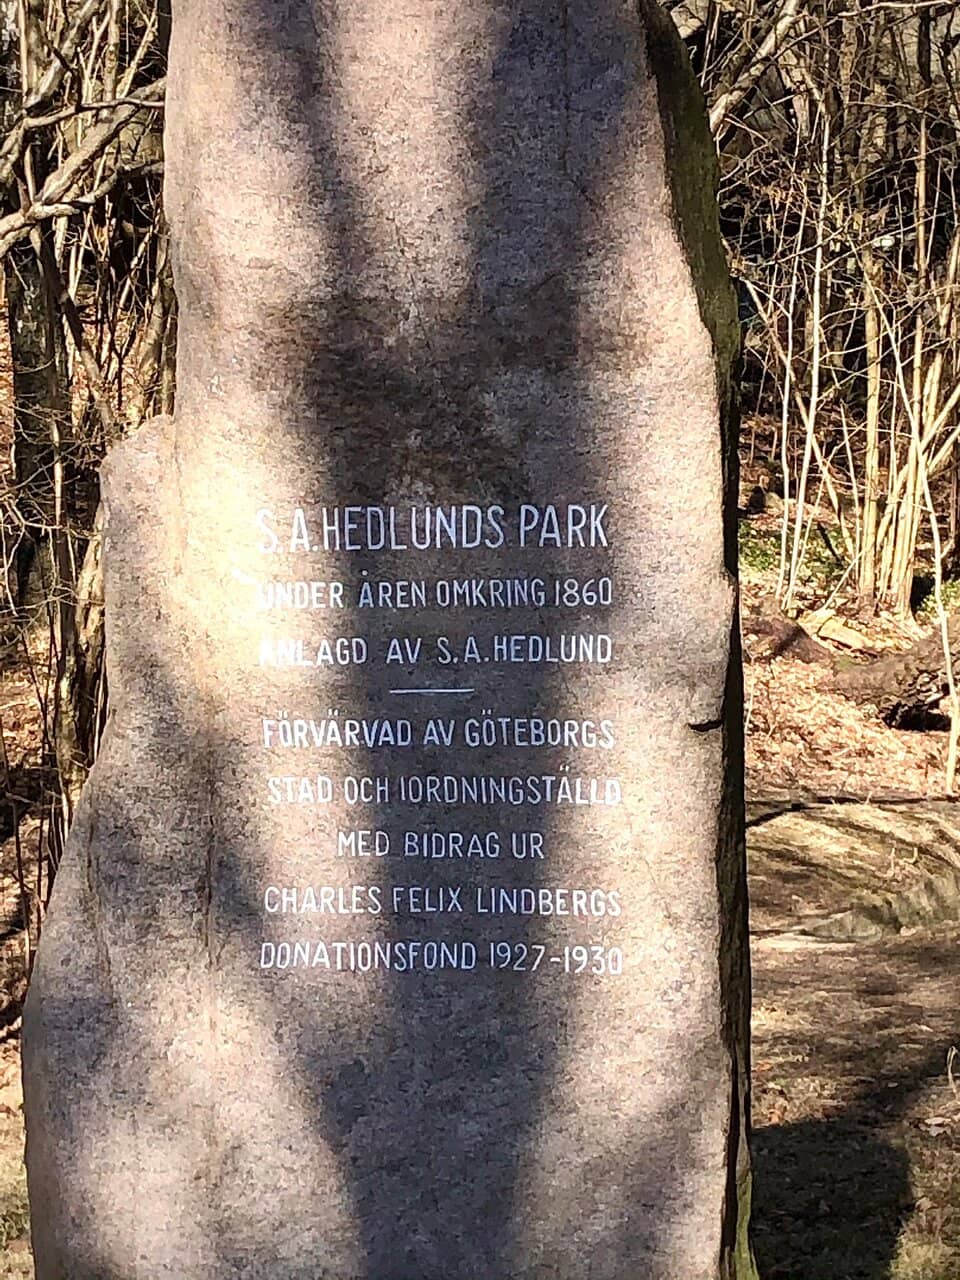 S.A.HEDLUNDS PARK
UNDER ÅREN OMKRING 1860
ANLAGD AV S.A.HEDLUND
FÖRVÄRVAD AV GÖTEBORGS
STAD OCH IORDNINGSTÄLLD
MED BIDRAG UR
CHARLES FELIX LINDBERGS
DONATIONSFOND 1927-1930